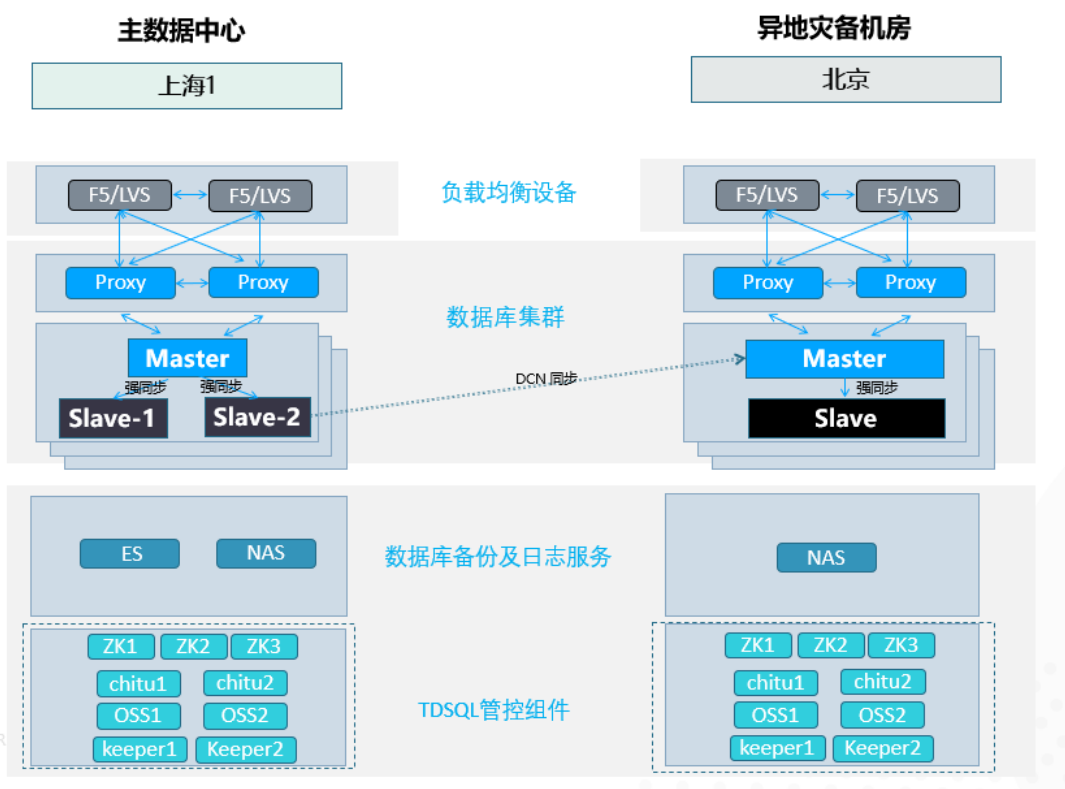 主数据中心
异地灾备机房
上海1
北京
F5/LVS
F5/LVS
负载均衡设备
F5/LVS
F5/LVS
Proxy
Proxy
Proxy
Proxy
数据库集群
Master
Master
强同步
强同步
DCN 同步
强同步
Slave-1
Slave-2
Slave
ES
NAS
数据库备份及日志服务
NAS
ZK1
ZK2
ZK3
ZK1
ZK2
ZK3
chitu1
chitu2
chitu1
chitu2
OSS1
OSS2
TDSQL管控组件
OSS1
OSS2
keeper1
Keeper2
keeper1
Keeper2
R